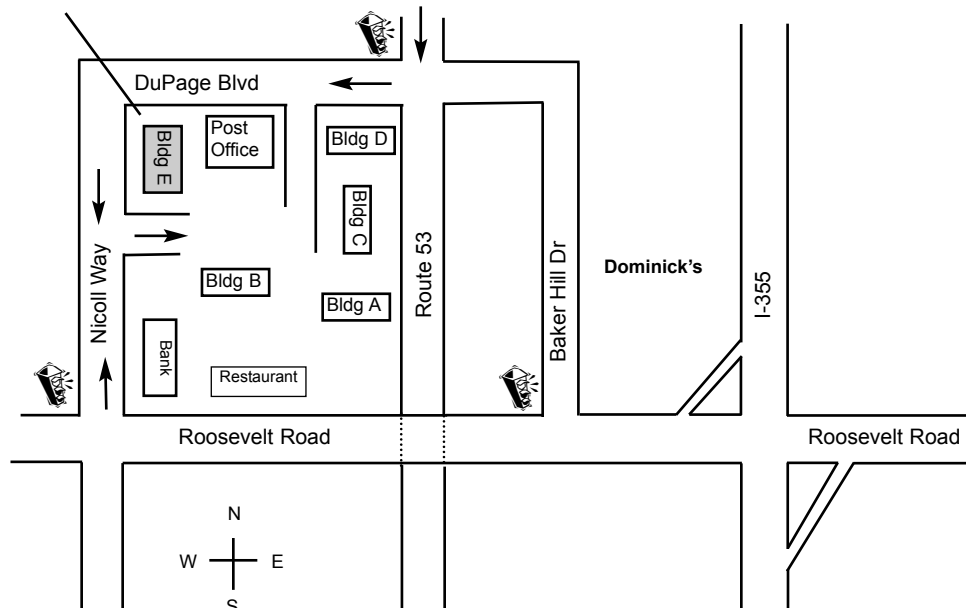 DuPage Blvd
Bldg E
Post
Office
Bldg D
Bldg C
Nicoll Way
Bldg B
Bldg A
Route 53
Baker Hill Dr
Dominick's
I-355
Bank
Restaurant
Roosevelt Road
Roosevelt Road
N
W
E
S